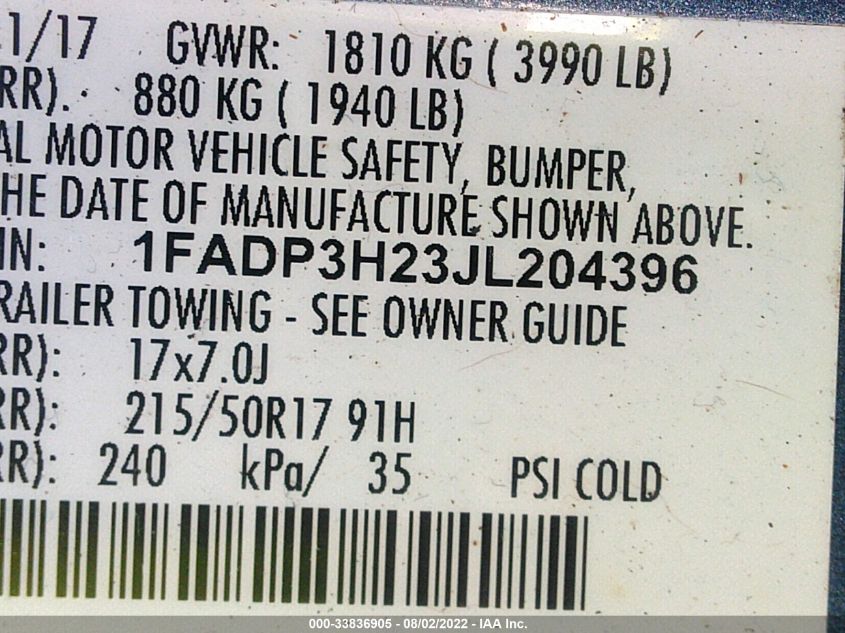 1/17 GVWR: 1810 KG ( 3990 LB)
RR). 880 KG ( 1940 LB)
AL MOTOR VEHICLE SAFETY, BUMPER,
HE DATE OF MANUFACTURE SHOWN ABOVE.
IN: 1FADP3H23JL204396
RAILER TOWING - SEE OWNER GUIDE
RR): 17x7.0J
RR): 215/50R17 91H
RR): 240 kPa/ 35 PSI COLD
000-33836905 - 08/02/2022 - IAA Inc.